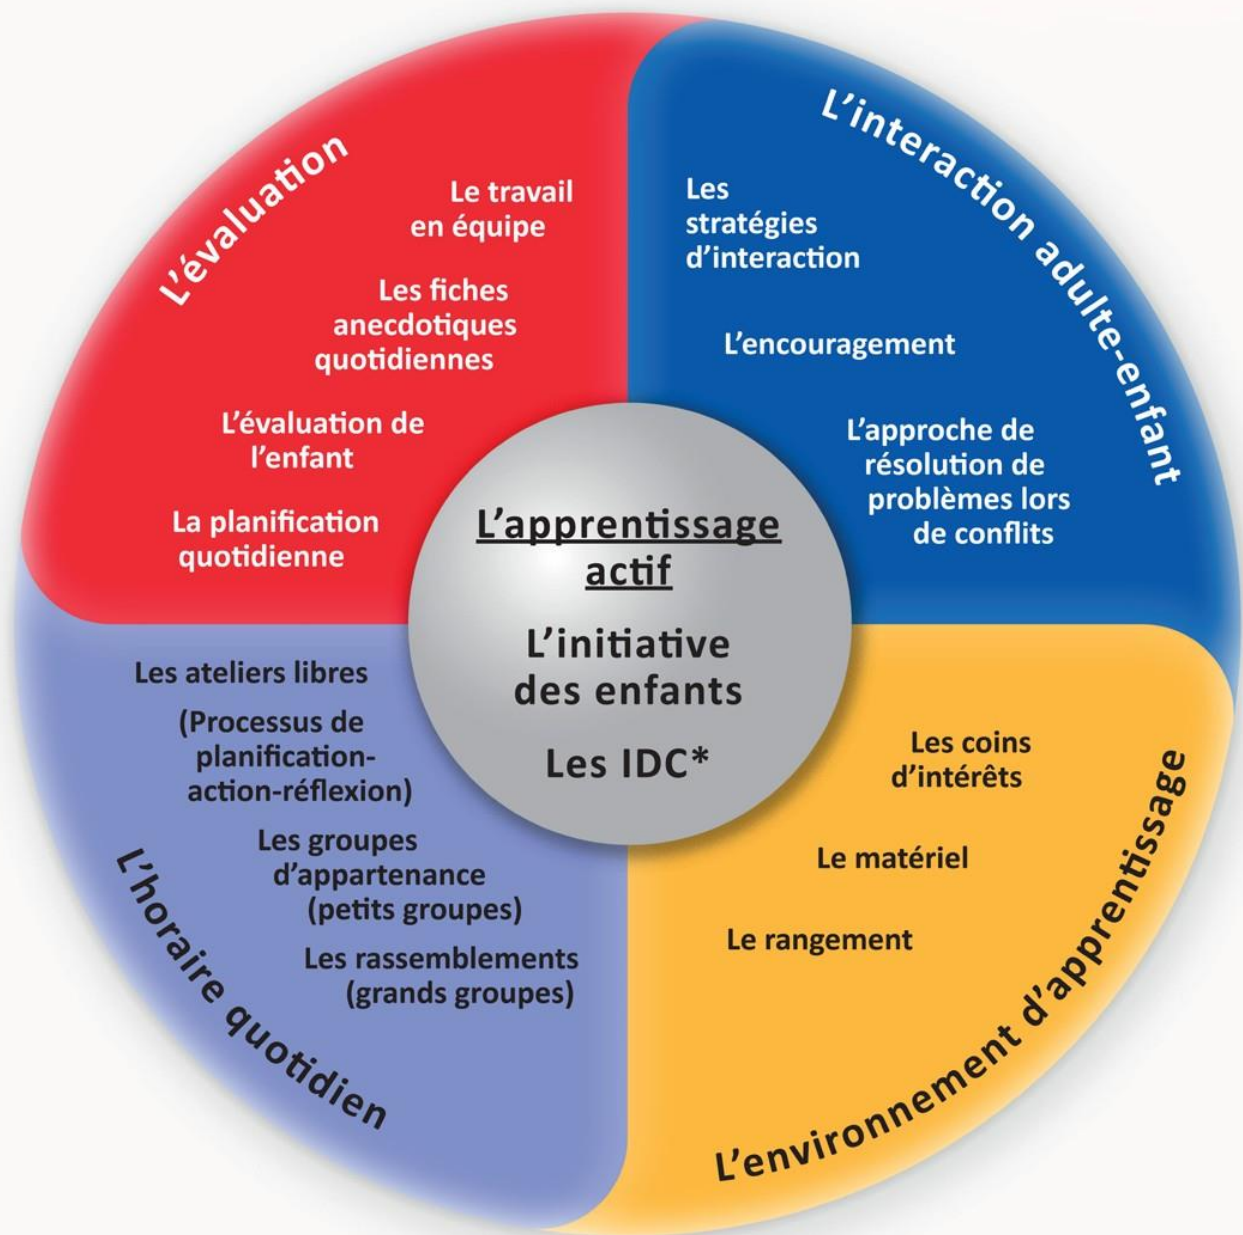 L'évaluation
Le travail
en équipe
Les fiches
anecdotiques
quotidiennes
L'évaluation de
l'enfant
La planification
quotidienne
L'interaction adulte-enfant
Les
stratégies
d'interaction
L'encouragement
L'approche de
résolution de
problèmes lors
de conflits
L'apprentissage
actif
L'initiative
des enfants
Les IDC*
Les ateliers libres
(Processus de
planification-
action-réflexion)
Les groupes
d'appartenance
(petits groupes)
Les rassemblements
(grands groupes)
L'horaire quotidien
Les coins
d'intérêts
Le matériel
Le rangement
L'environnement d'apprentissage